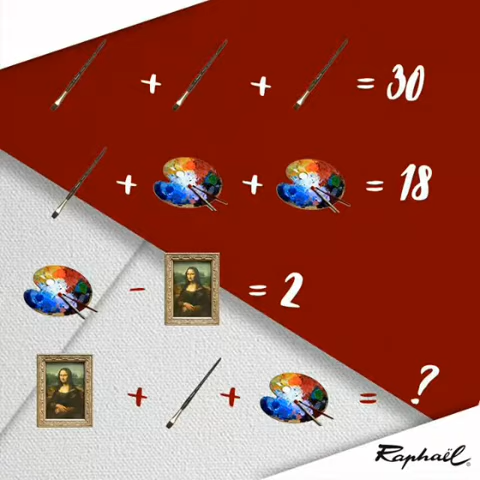 + + = 30
+ + = 18
- = 2
+ + = ?
Raphaël